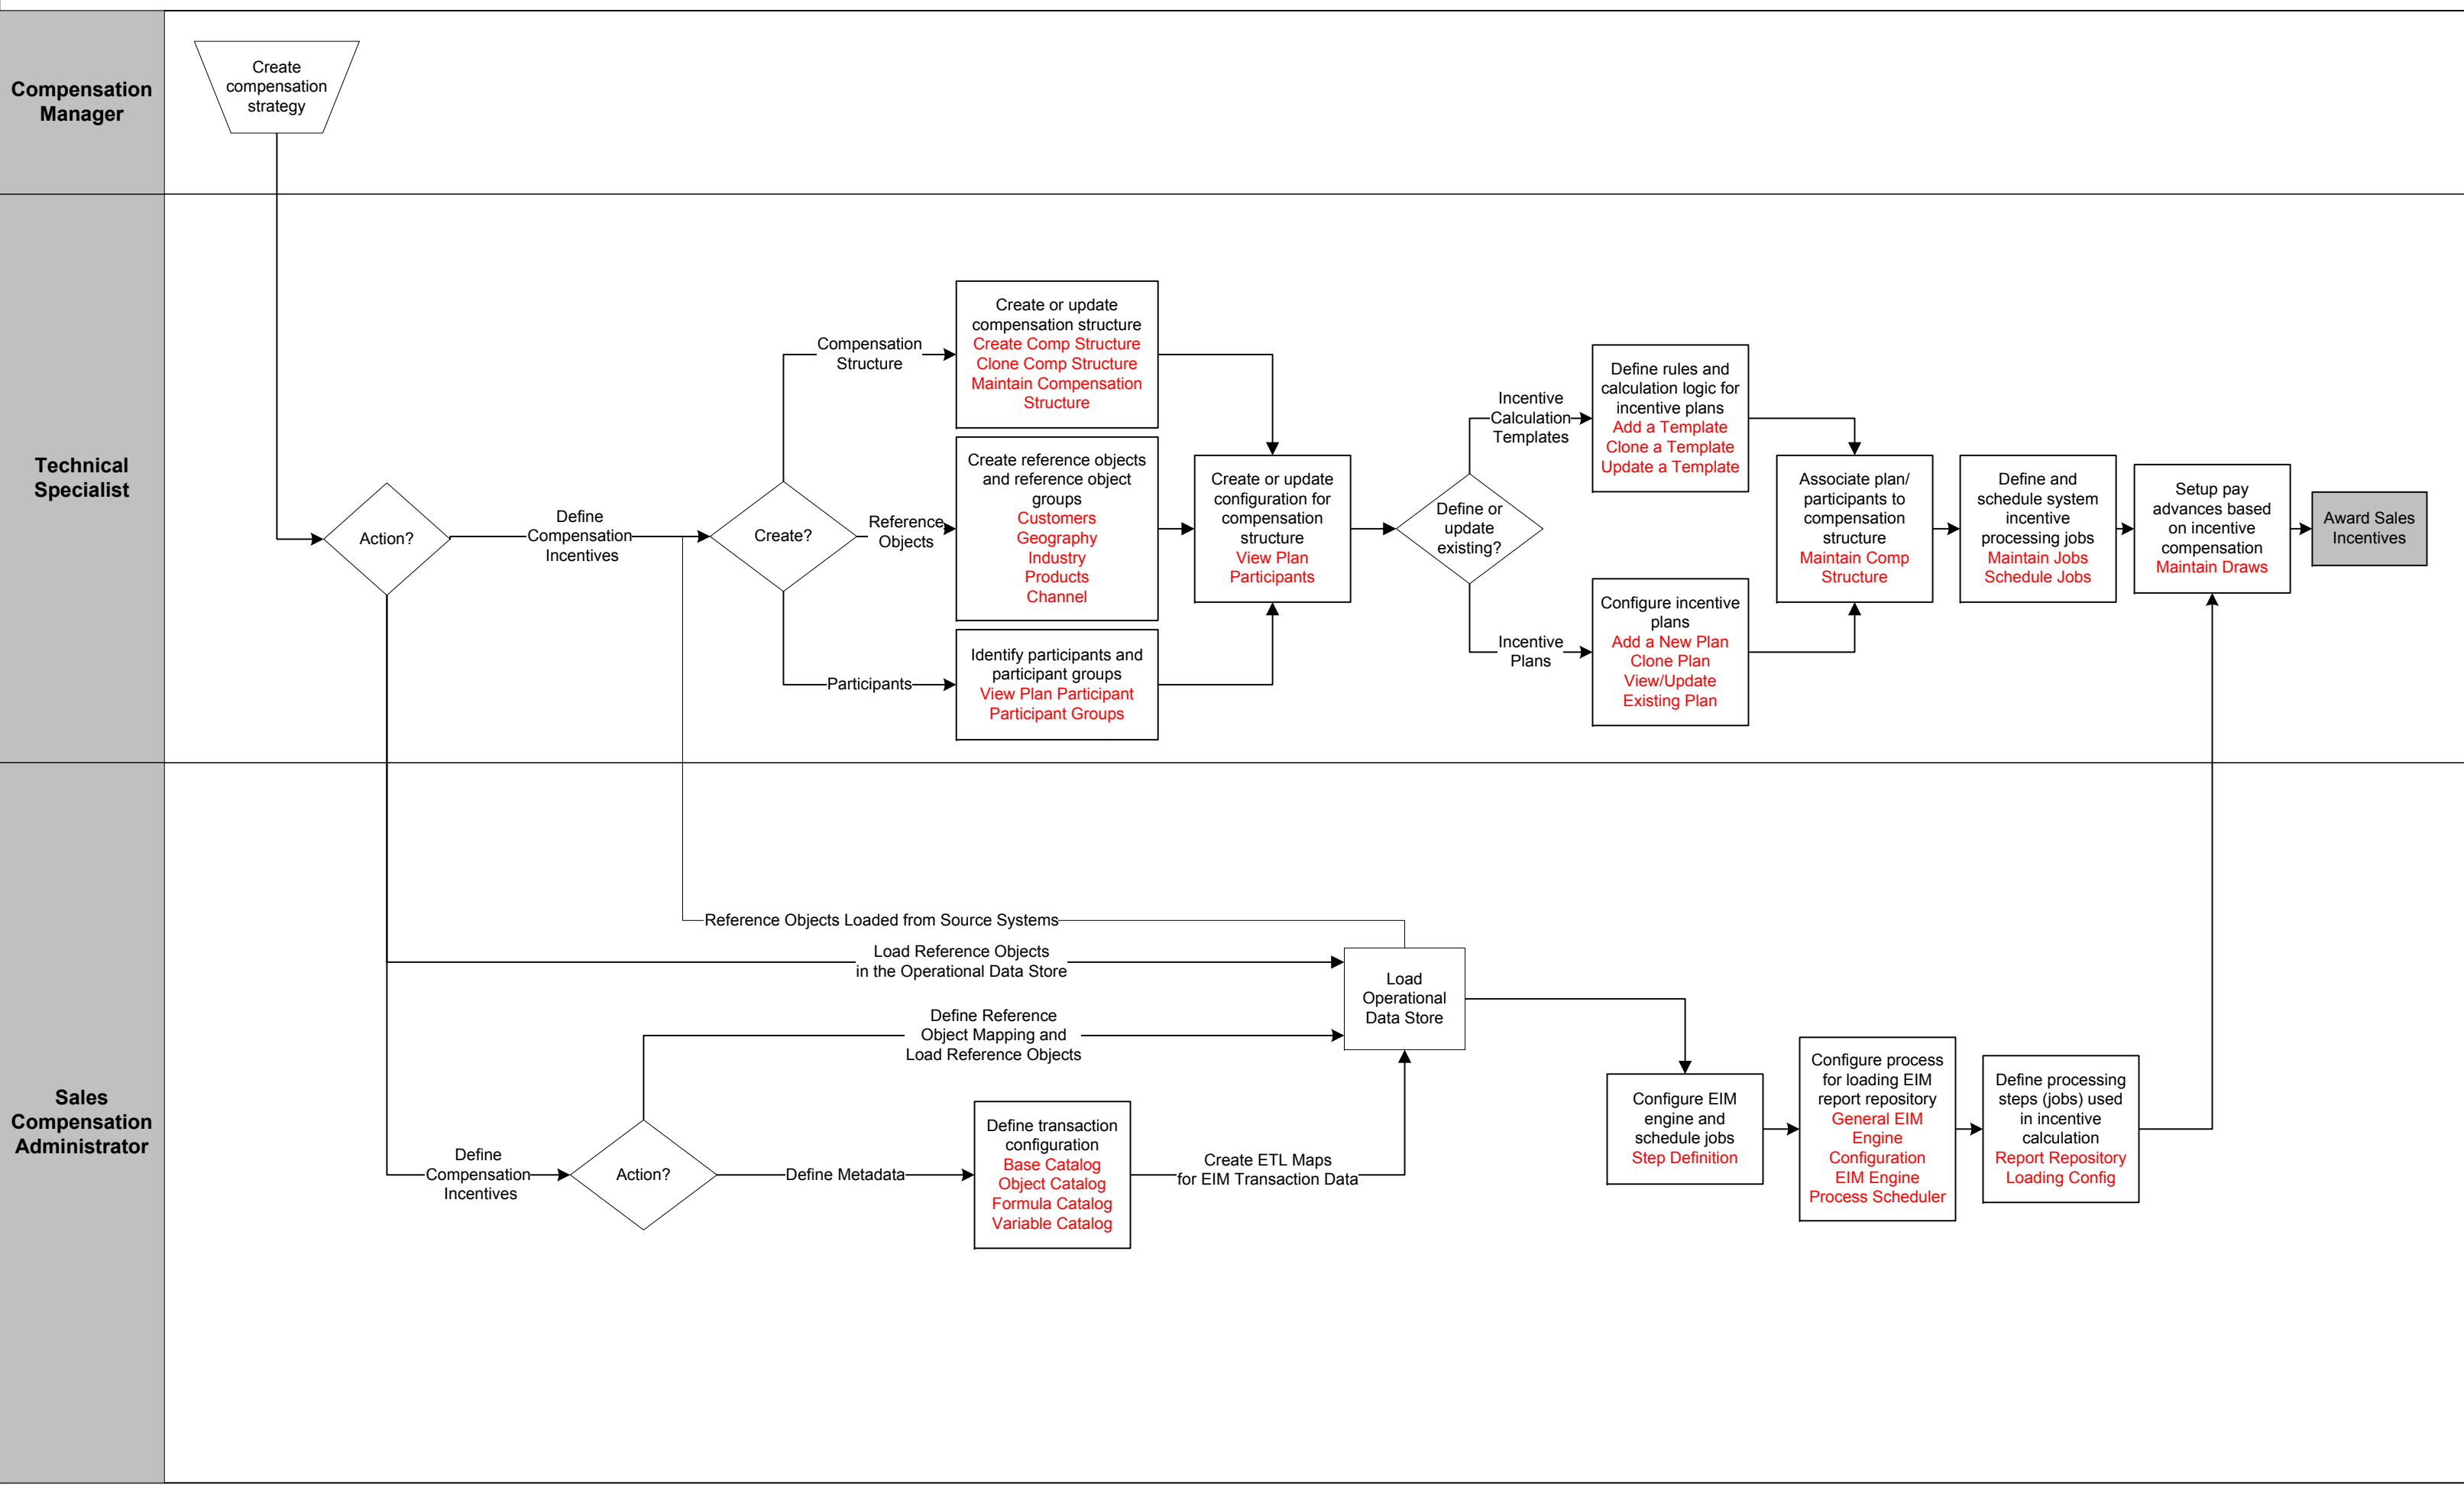 Compensation
Manager
Create
compensation
strategy
Technical
Specialist
Action?
Define
Compensation
Incentives
Create?
Compensation
Structure
Reference
Objects
Participants
Create or update
compensation structure
Create Comp Structure
Clone Comp Structure
Maintain Compensation
Structure
Create reference objects
and reference object
groups
Customers
Geography
Industry
Products
Channel
Identify participants and
participant groups
View Plan Participant
Participant Groups
Create or update
configuration for
compensation
structure
View Plan
Participants
Define or
update
existing?
Incentive
Calculation
Templates
Incentive
Plans
Define rules and
calculation logic for
incentive plans
Add a Template
Clone a Template
Update a Template
Configure incentive
plans
Add a New Plan
Clone Plan
View/Update
Existing Plan
Associate plan/
participants to
compensation
structure
Maintain Comp
Structure
Define and
schedule system
incentive
processing jobs
Maintain Jobs
Schedule Jobs
Setup pay
advances based
on incentive
compensation
Maintain Draws
Award Sales
Incentives
Sales
Compensation
Administrator
Reference Objects Loaded from Source Systems
Load Reference Objects
in the Operational Data Store
Define Reference
Object Mapping and
Load Reference Objects
Define
Compensation
Incentives
Action?
Define Metadata
Define transaction
configuration
Base Catalog
Object Catalog
Formula Catalog
Variable Catalog
Create ETL Maps
for EIM Transaction Data
Load
Operational
Data Store
Configure EIM
engine and
schedule jobs
Step Definition
Configure process
for loading EIM
report repository
General EIM
Engine
Configuration
EIM Engine
Process Scheduler
Define processing
steps (jobs) used
in incentive
calculation
Report Repository
Loading Config